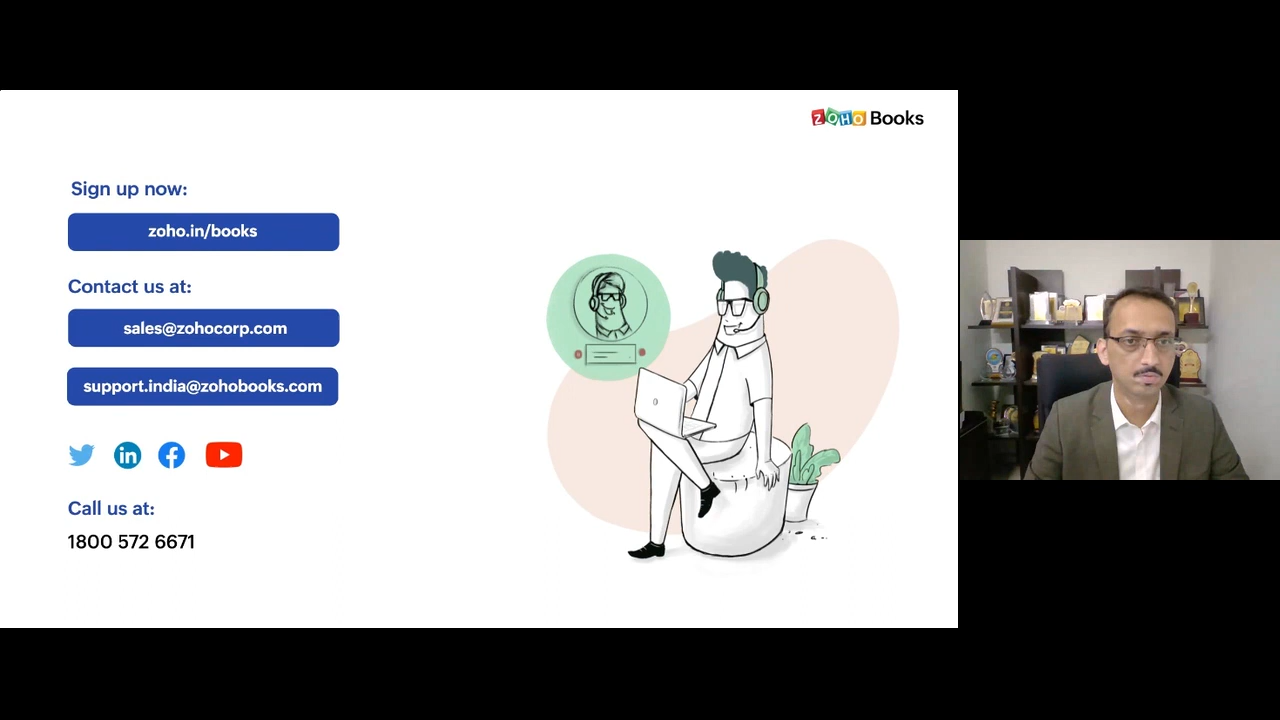 ZOHO Books
Sign up now:
zoho.in/books
Contact us at:
sales@zohocorp.com
support.india@zohobooks.com
in
Call us at:
1800 572 6671